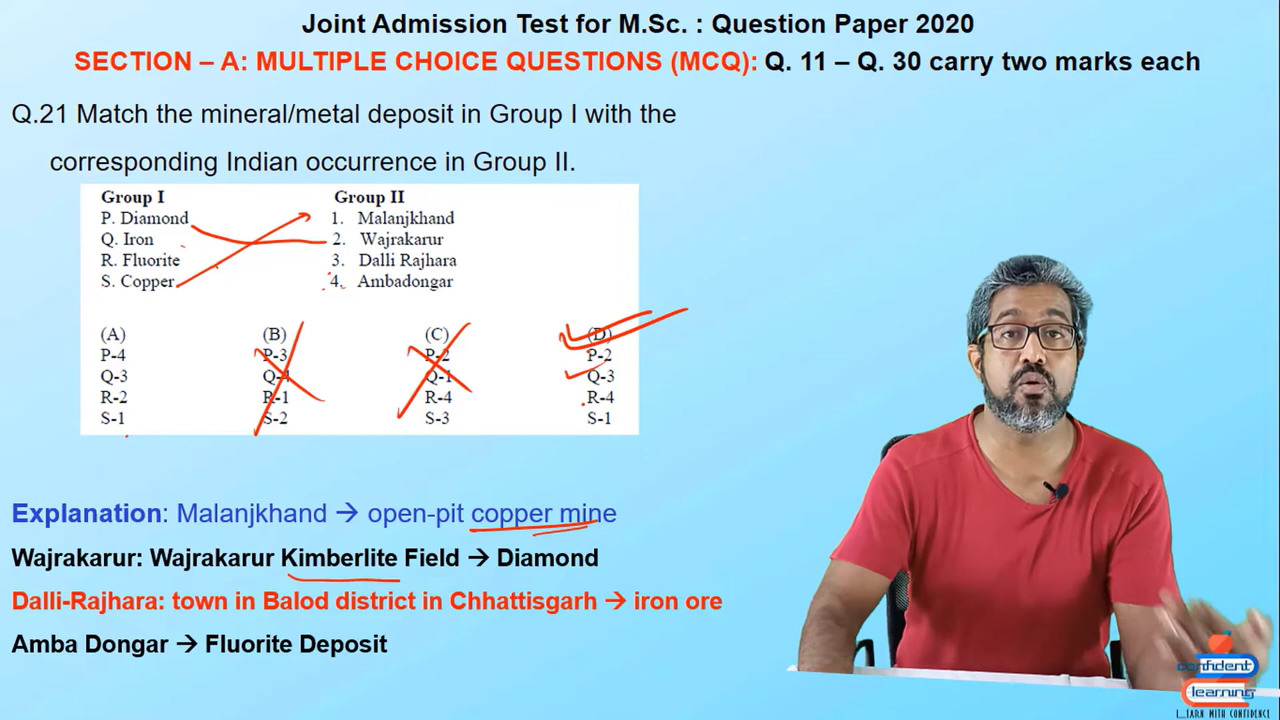 Joint Admission Test for M.Sc. : Question Paper 2020
SECTION – A: MULTIPLE CHOICE QUESTIONS (MCQ): Q. 11 – Q. 30 carry two marks each
Q.21 Match the mineral/metal deposit in Group I with the
corresponding Indian occurrence in Group II.
Group I Group II
P. Diamond 1. Malanjkhand
Q. Iron 2. Wajrakarur
R. Fluorite 3. Dalli Rajhara
S. Copper 4. Ambadongar
(A) (B) (C) (D)
P-4 P-3 P-2 P-2
Q-3 Q-4 Q-1 Q-3
R-2 R-1 R-4 R-4
S-1 S-2 S-3 S-1
Explanation: Malanjkhand → open-pit copper mine
Wajrakarur: Wajrakarur Kimberlite Field → Diamond
Dalli-Rajhara: town in Balod district in Chhattisgarh → iron ore
Amba Dongar → Fluorite Deposit
confident
learning
LEARN WITH CONFIDENCE